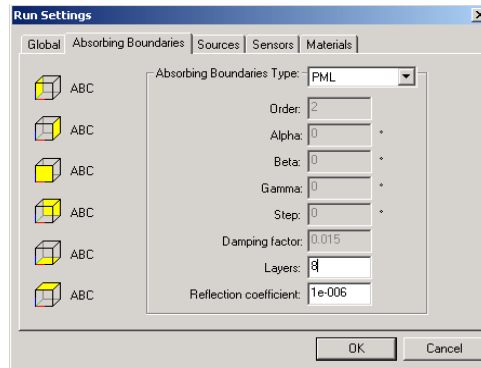 Run Settings
Global Absorbing Boundaries Sources Sensors Materials
Absorbing Boundaries Type: PML
ABC
Order: 2
ABC
Alpha: 0 °
Beta: 0 °
ABC
Gamma: 0 °
ABC
Step: 0 °
Damping factor: 0.015
ABC
Layers: 8
ABC
Reflection coefficient: 1e-006
OK Cancel